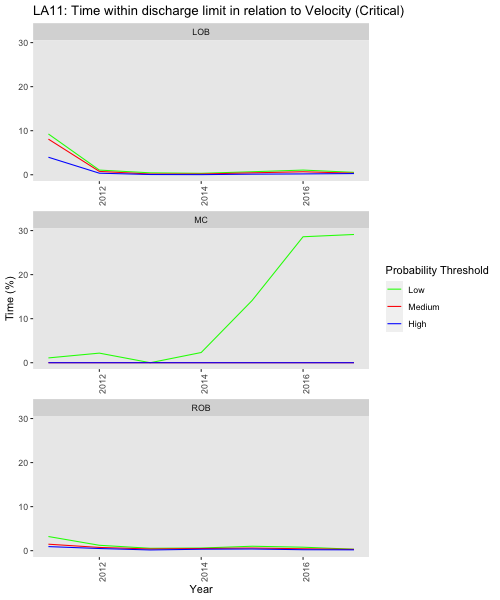 LA11: Time within discharge limit in relation to Velocity (Critical)
LOB
30
20
10
0
2012
2014
2016
MC
30
20
10
0
2012
2014
2016
ROB
30
20
10
0
2012
2014
2016
Time (%)
Year
Probability Threshold
Low
Medium
High